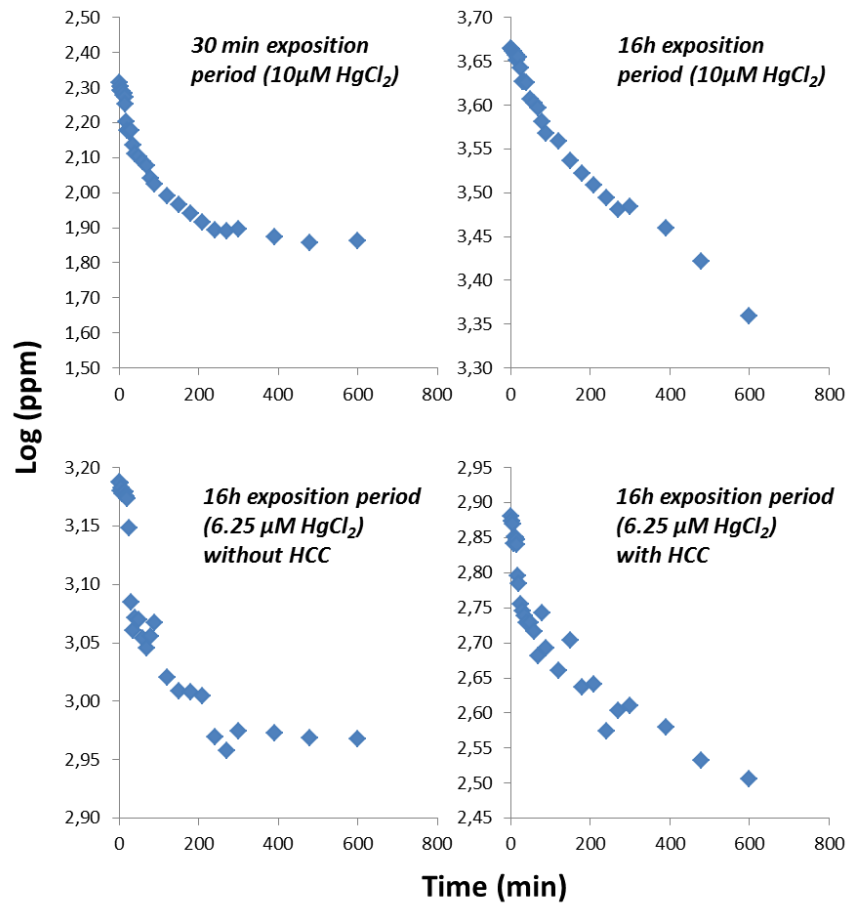 2,50
2,40
2,30
2,20
2,10
2,00
1,90
1,80
1,70
1,60
1,50
0 200 400 600 800
30 min exposition
period (10µM HgCl₂)
3,70
3,65
3,60
3,55
3,50
3,45
3,40
3,35
3,30
0 200 400 600 800
16h exposition
period (10µM HgCl₂)
Log (ppm)
3,20
3,15
3,10
3,05
3,00
2,95
2,90
0 200 400 600 800
16h exposition period
(6.25 µM HgCl₂)
without HCC
2,95
2,90
2,85
2,80
2,75
2,70
2,65
2,60
2,55
2,50
2,45
0 200 400 600 800
16h exposition period
(6.25 µM HgCl₂)
with HCC
Time (min)